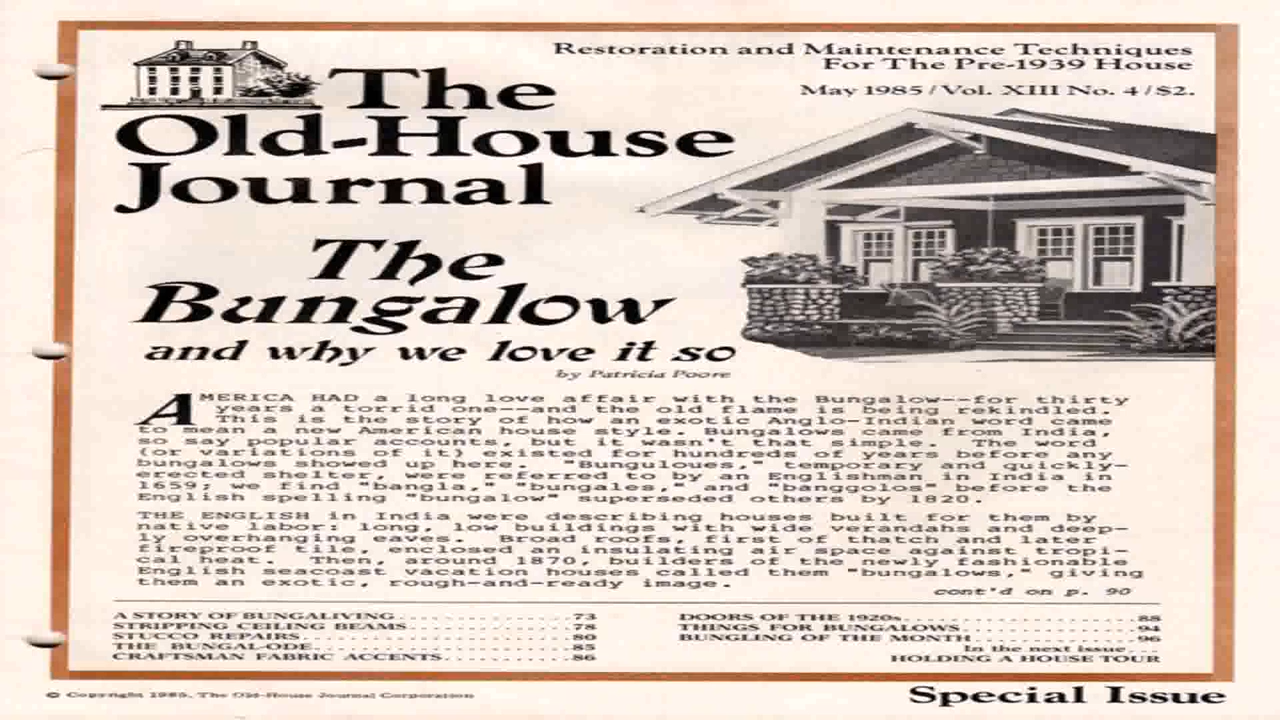 Restoration and Maintenance Techniques
For The Pre-1939 House
May 1985 / Vol. XIII No. 4 / $2.
The
Old-House
Journal
The
Bungalow
and why we love it so
by Patricia Poore
AMERICA HAD a long love affair with the Bungalow--for thirty
years a torrid one--and the old flame is being rekindled.
This is the story of how an exotic Anglo-Indian word came
to mean a new American house style. Bungalows came from India,
so say popular accounts, but it wasn't that simple. The word
(or variations of it) existed for hundreds of years before any
bungalows showed up here. "Bunguloues," temporary and quickly-
erected shelter, were referred to by an Englishman in India in
1659; we find "bangla," "bungales," and "banggolos" before the
English spelling "bungalow" superseded others by 1820.
THE ENGLISH in India were describing houses built for them by
native labor: long, low buildings with wide verandahs and deep-
ly overhanging eaves. Broad roofs, first of thatch and later
fireproof tile, enclosed an insulating air space against tropi-
cal heat. Then, around 1870, builders of the newly fashionable
English seacoast vacation houses called them "bungalows," giving
them an exotic, rough-and-ready image.
cont'd on p. 90
A STORY OF BUNGALIVING 73
STRIPPING CEILING BEAMS 78
STUCCO REPAIRS 80
THE BUNGAL-ODE 85
CRAFTSMAN FABRIC ACCENTS 86
DOORS OF THE 1920s 88
THINGS FOR BUNGALOWS 94
BUNGLING OF THE MONTH 96
In the next issue . . .
HOLDING A HOUSE TOUR
© Copyright 1985, The Old-House Journal Corporation
Special Issue